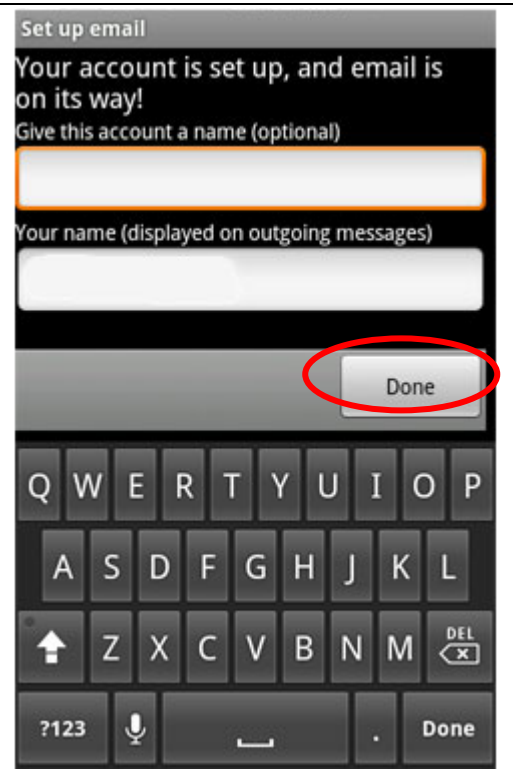 Set up email
Your account is set up, and email is
on its way!
Give this account a name (optional)
Your name (displayed on outgoing messages)
Done
Q W E R T Y U I O P
A S D F G H J K L
Z X C V B N M DEL
?123 . Done